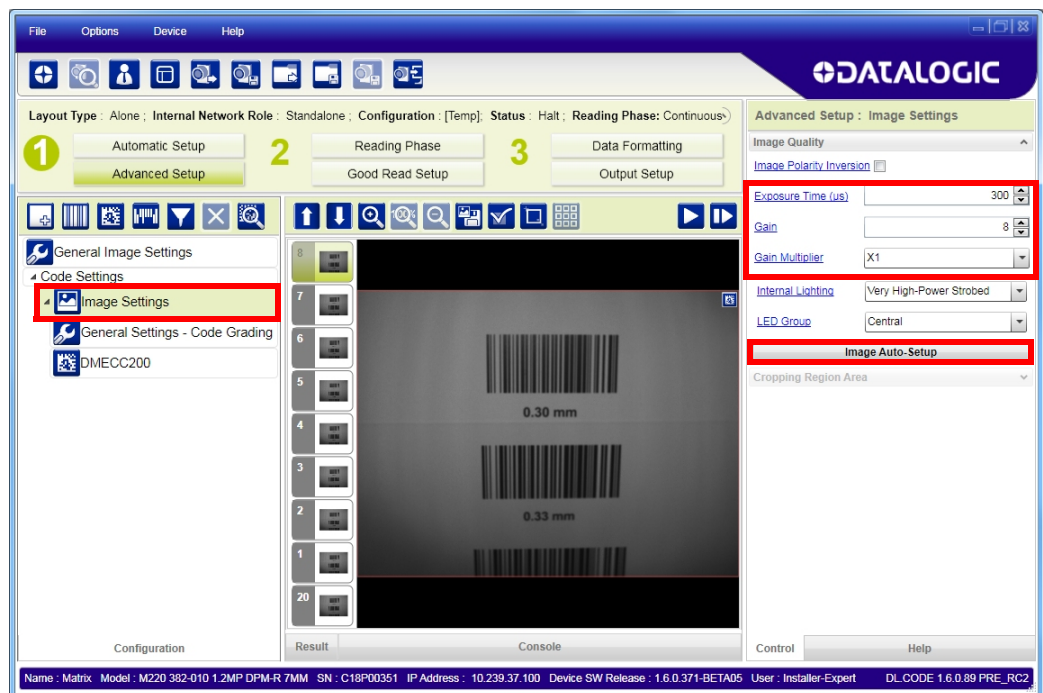 File Options Device Help
DATALOGIC
Layout Type : Alone ; Internal Network Role : Standalone ; Configuration : [Temp]; Status : Halt ; Reading Phase: Continuous
1 Automatic Setup
Advanced Setup
2 Reading Phase
Good Read Setup
3 Data Formatting
Output Setup
General Image Settings
Code Settings
Image Settings
General Settings - Code Grading
DMECC200
Configuration
100%
8
7
6
5
4
3
2
1
20
0.30 mm
0.33 mm
Result Console
Advanced Setup : Image Settings
Image Quality
Image Polarity Inversion
Exposure Time (us) 300
Gain 8
Gain Multiplier X1
Internal Lighting Very High-Power Strobed
LED Group Central
Image Auto-Setup
Cropping Region Area
Control Help
Name : Matrix Model : M220 382-010 1.2MP DPM-R 7MM SN : C18P00351 IP Address : 10.239.37.100 Device SW Release : 1.6.0.371-BETA05 User : Installer-Expert DL.CODE 1.6.0.89 PRE_RC2